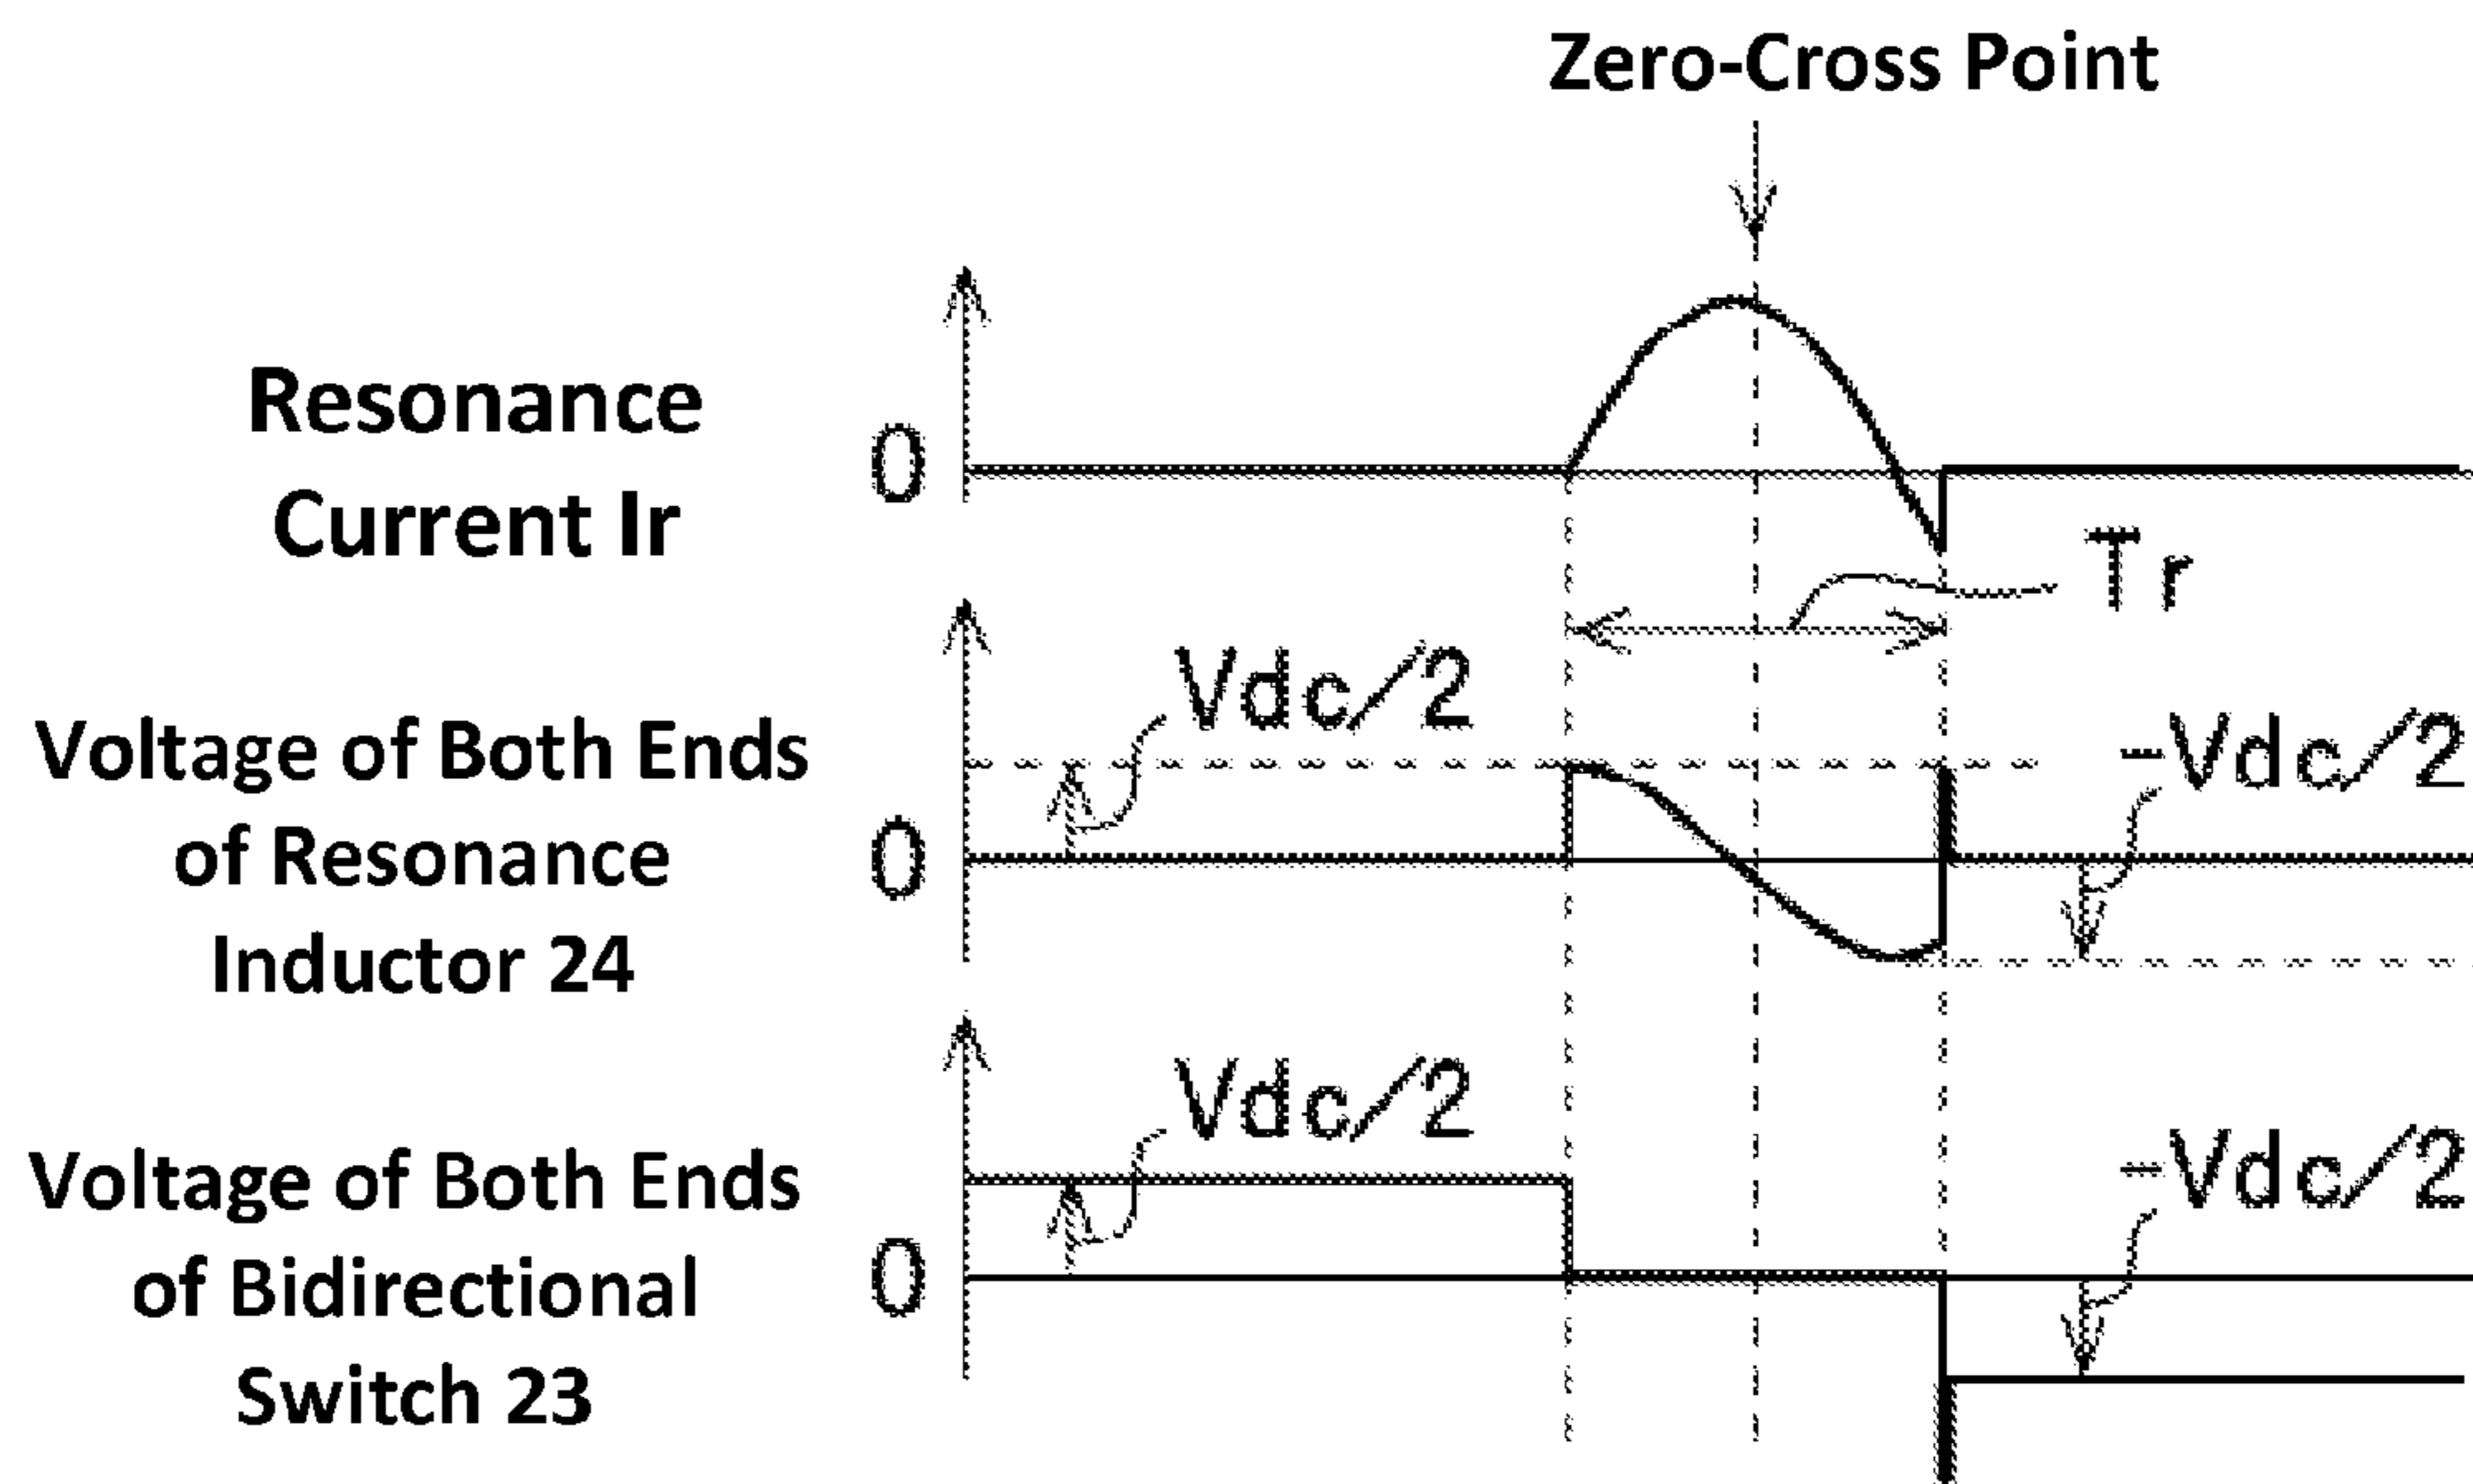 Zero-Cross Point
Resonance
Current Ir
0
Tr
Voltage of Both Ends
of Resonance
Inductor 24
Vdc/2
-Vdc/2
0
Voltage of Both Ends
of Bidirectional
Switch 23
Vdc/2
-Vdc/2
0